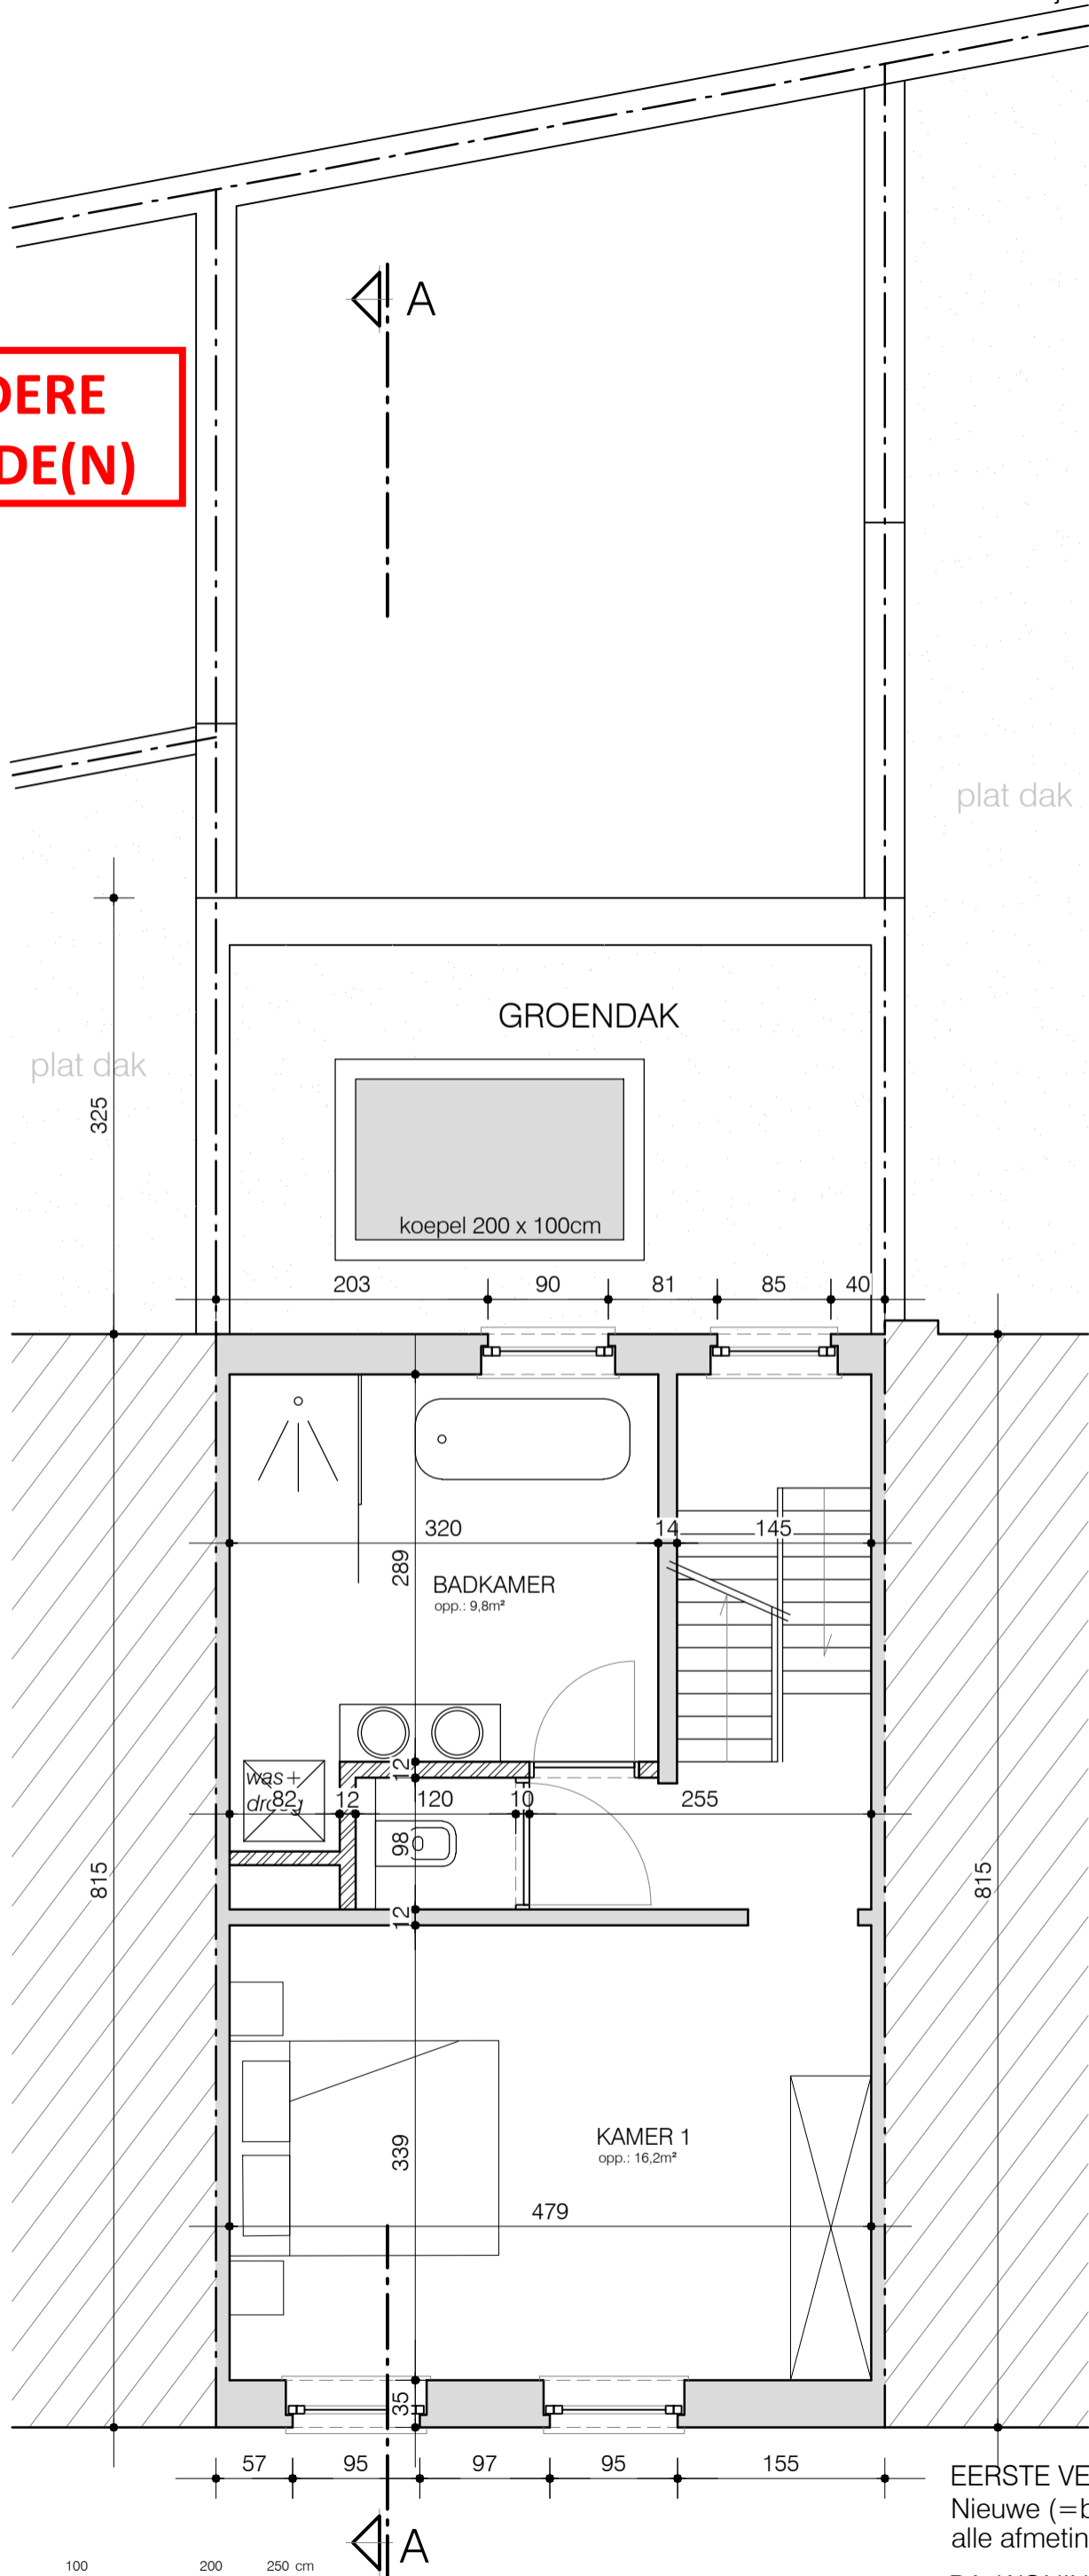 A
DERE
DE(N)
plat dak
GROENDAK
plat dak
325
koepel 200 x 100cm
203 90 81 85 40
320 14 145
289
BADKAMER
opp.: 9,8m²
12
was+
droog
82 12 120 10 255
98
815
815
12
339
KAMER 1
opp.: 16,2m²
479
35
57 95 97 95 155
EERSTE VE
Nieuwe (=b
alle afmetin
A
100 200 250 cm